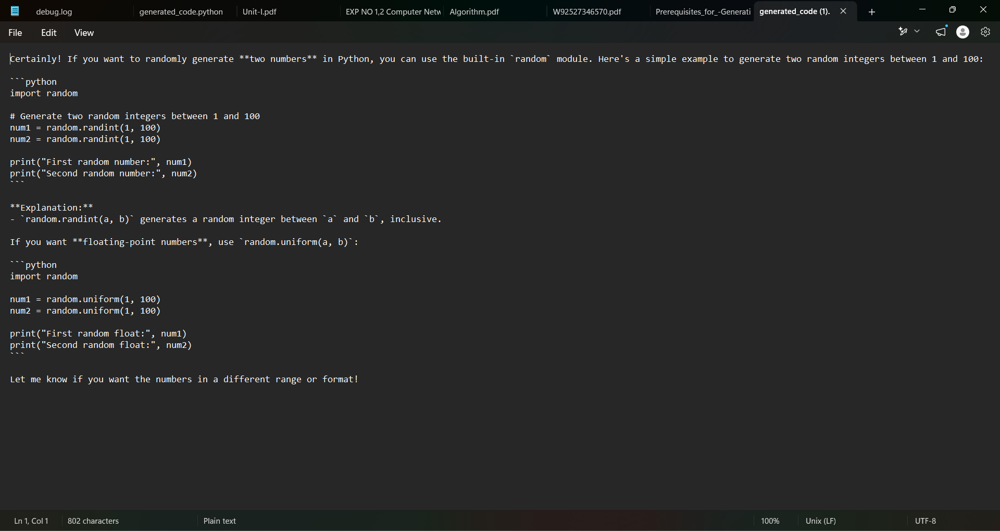 debug.log generated_code.python Unit-I.pdf EXP NO 1,2 Computer Netw Algorithm.pdf W92527346570.pdf Prerequisites_for_-Generati generated_code (1).
File Edit View
Certainly! If you want to randomly generate **two numbers** in Python, you can use the built-in `random` module. Here's a simple example to generate two random integers between 1 and 100:
```python
import random
# Generate two random integers between 1 and 100
num1 = random.randint(1, 100)
num2 = random.randint(1, 100)
print("First random number:", num1)
print("Second random number:", num2)
```
**Explanation:**
- `random.randint(a, b)` generates a random integer between `a` and `b`, inclusive.
If you want **floating-point numbers**, use `random.uniform(a, b)`:
```python
import random
num1 = random.uniform(1, 100)
num2 = random.uniform(1, 100)
print("First random float:", num1)
print("Second random float:", num2)
```
Let me know if you want the numbers in a different range or format!
Ln 1, Col 1 802 characters Plain text 100% Unix (LF) UTF-8